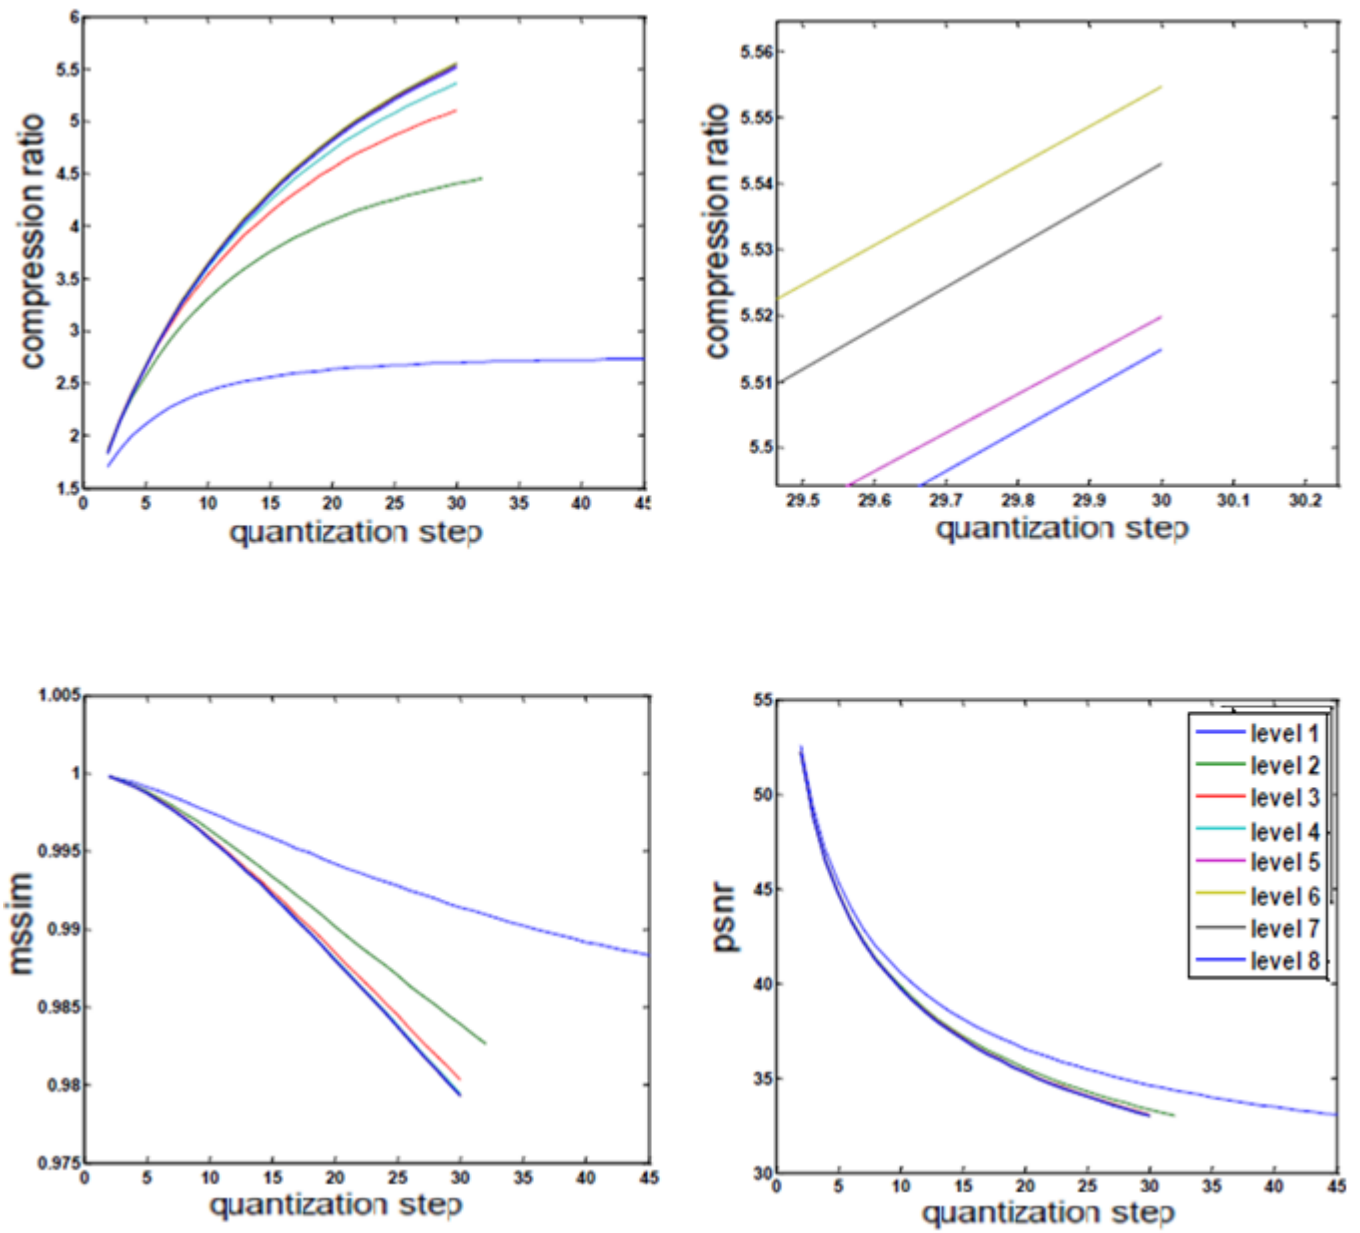 6
5.5
5
4.5
4
3.5
3
2.5
2
1.5
compression ratio
0 5 10 15 20 25 30 35 40 45
quantization step
5.56
5.55
5.54
5.53
5.52
5.51
5.5
compression ratio
29.5 29.6 29.7 29.8 29.9 30 30.1 30.2
quantization step
1.005
1
0.995
0.99
0.985
0.98
0.975
mssim
0 5 10 15 20 25 30 35 40 45
quantization step
55
50
45
40
35
30
psnr
0 5 10 15 20 25 30 35 40 45
quantization step
level 1
level 2
level 3
level 4
level 5
level 6
level 7
level 8